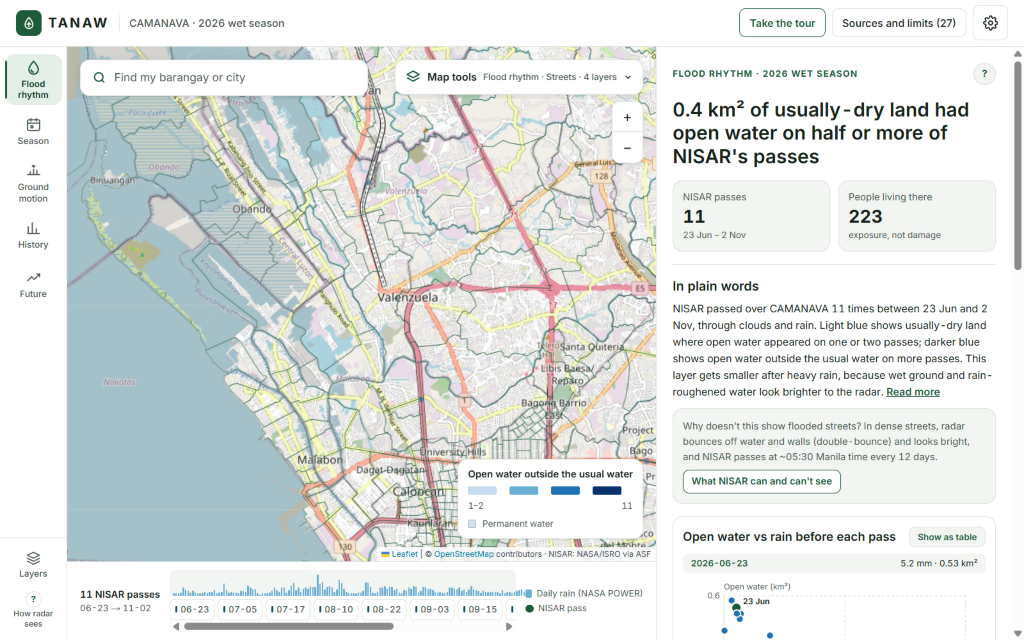 TANAW
CAMANAVA · 2026 wet season
Take the tour
Sources and limits (27)
Flood rhythm
Season
Ground motion
History
Future
Layers
?
How radar sees
Find my barangay or city
Map tools
Flood rhythm · Streets · 4 layers
+
−
Paco Creek
Obando
Binuangan
Obando
Valenzuela
General Luis
128
E5
Valenzuela
Santa Quiteria
Libis Baesa/
Reparo
Bagong Barrio
East
1
Project
Bago
Navotas
Malabon
Malabon
University Hills
Dagat-Dagatan
Caloocan
Kaunlaran
130
Open water outside the usual water
1–2
11
Permanent water
Leaflet | © OpenStreetMap contributors · NISAR: NASA/ISRO via ASF
11 NISAR passes
06-23 → 11-02
06-23
07-05
07-17
08-10
08-22
09-03
09-15
Daily rain (NASA POWER)
NISAR pass
FLOOD RHYTHM · 2026 WET SEASON
?
0.4 km² of usually-dry land had
open water on half or more of
NISAR's passes
NISAR passes
11
23 Jun – 2 Nov
People living there
223
exposure, not damage
In plain words
NISAR passed over CAMANAVA 11 times between 23 Jun and 2
Nov, through clouds and rain. Light blue shows usually-dry land
where open water appeared on one or two passes; darker blue
shows open water outside the usual water on more passes. This
layer gets smaller after heavy rain, because wet ground and rain-
roughened water look brighter to the radar. Read more
Why doesn't this show flooded streets? In dense streets, radar
bounces off water and walls (double-bounce) and looks bright,
and NISAR passes at ~05:30 Manila time every 12 days.
What NISAR can and can't see
Open water vs rain before each pass
Show as table
2026-06-23
5.2 mm · 0.53 km²
Open water (km²)
0.6
23 Jun